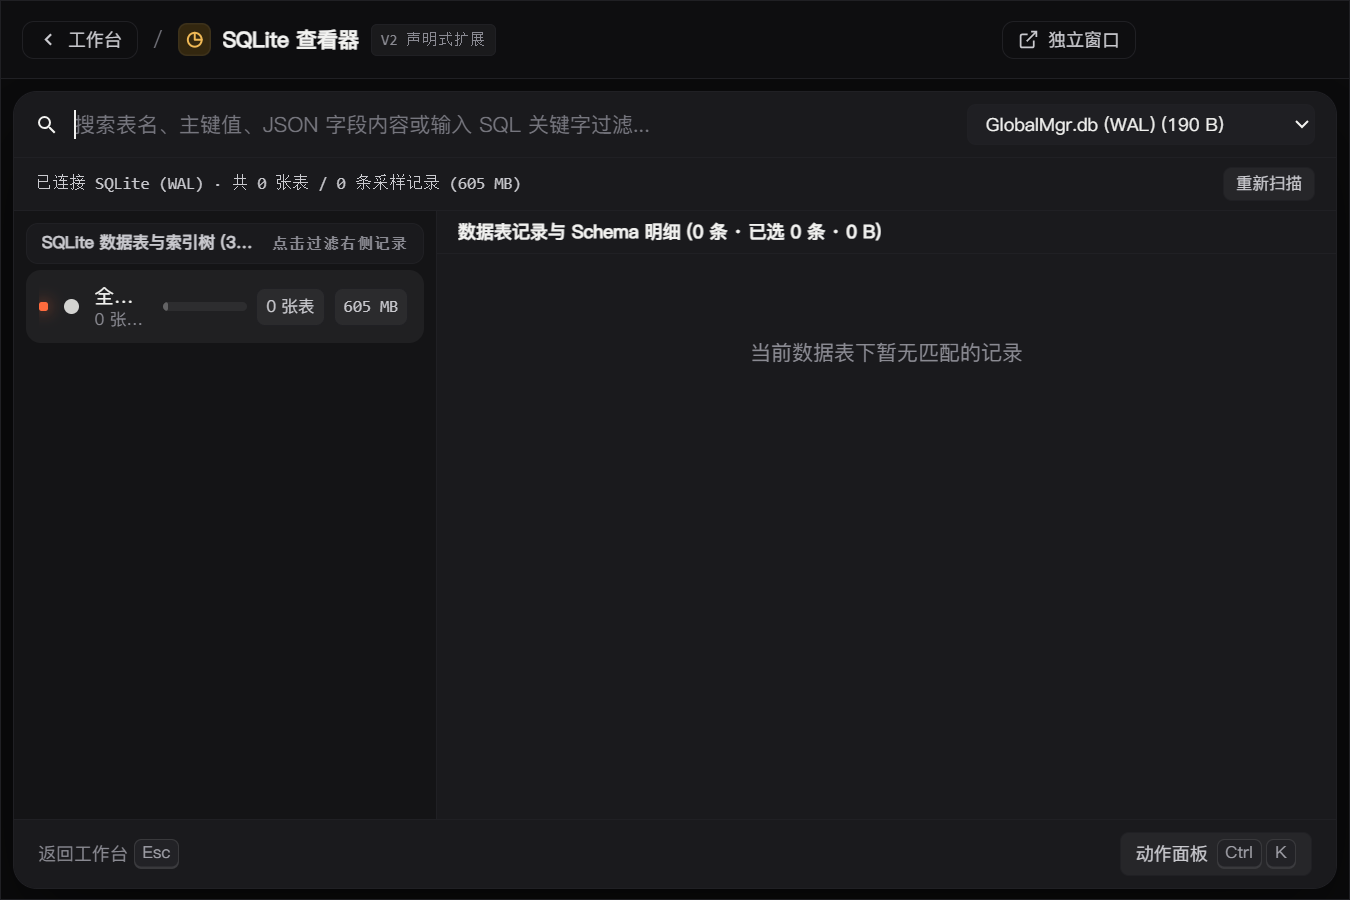 工作台 / SQLite 查看器 V2 声明式扩展 独立窗口
搜索表名、主键值、JSON 字段内容或输入 SQL 关键字过滤... GlobalMgr.db (WAL) (190 B)
已连接 SQLite (WAL) · 共 0 张表 / 0 条采样记录 (605 MB) 重新扫描
SQLite 数据表与索引树 (3... 点击过滤右侧记录
数据表记录与 Schema 明细 (0 条 · 已选 0 条 · 0 B)
全...
0 张...
0 张表 605 MB
当前数据表下暂无匹配的记录
返回工作台 Esc 动作面板 Ctrl K